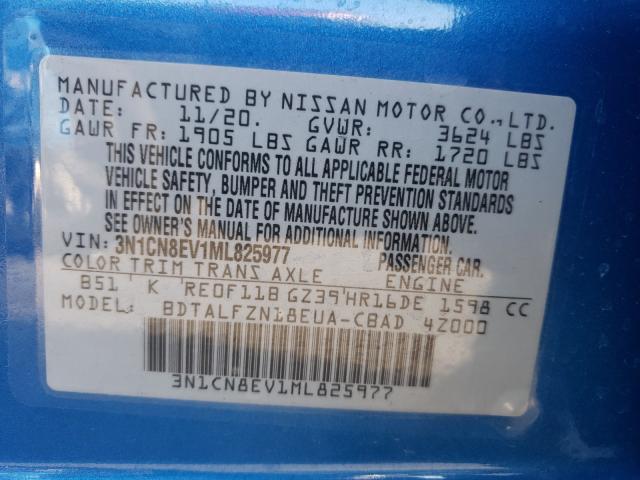 MANUFACTURED BY NISSAN MOTOR CO., LTD.
DATE: 11/20. GVWR: 3624 LBS
GAWR FR: 1905 LBS GAWR RR: 1720 LBS
THIS VEHICLE CONFORMS TO ALL APPLICABLE FEDERAL MOTOR
VEHICLE SAFETY, BUMPER AND THEFT PREVENTION STANDARDS
IN EFFECT ON THE DATE OF MANUFACTURE SHOWN ABOVE.
SEE OWNER'S MANUAL FOR ADDITIONAL INFORMATION
VIN: 3N1CN8EV1ML825977 PASSENGER CAR.
COLOR TRIM TRANS AXLE ENGINE
B51 K RE0F11B GZ39 HR16DE 1598 CC
BDTALFZN18EUA-CBAD 4Z000
3N1CN8EV1ML825977